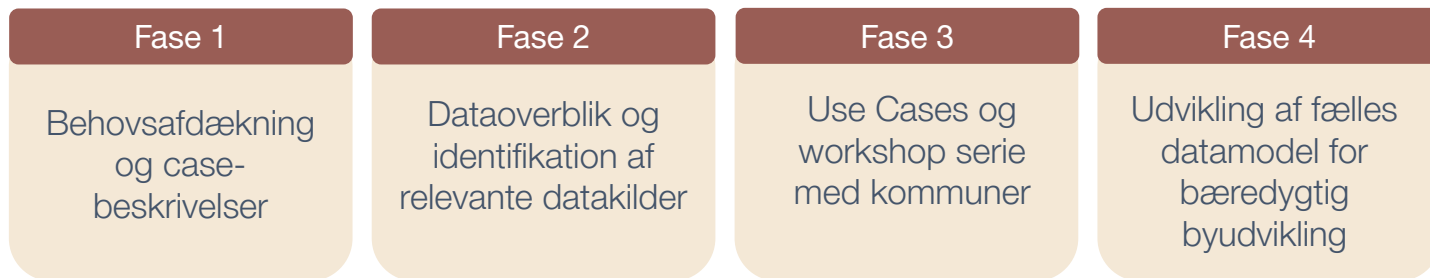 Fase 1
Behovsafdækning
og case-
beskrivelser
Fase 2
Dataoverblik og
identifikation af
relevante datakilder
Fase 3
Use Cases og
workshop serie
med kommuner
Fase 4
Udvikling af fælles
datamodel for
bæredygtig
byudvikling